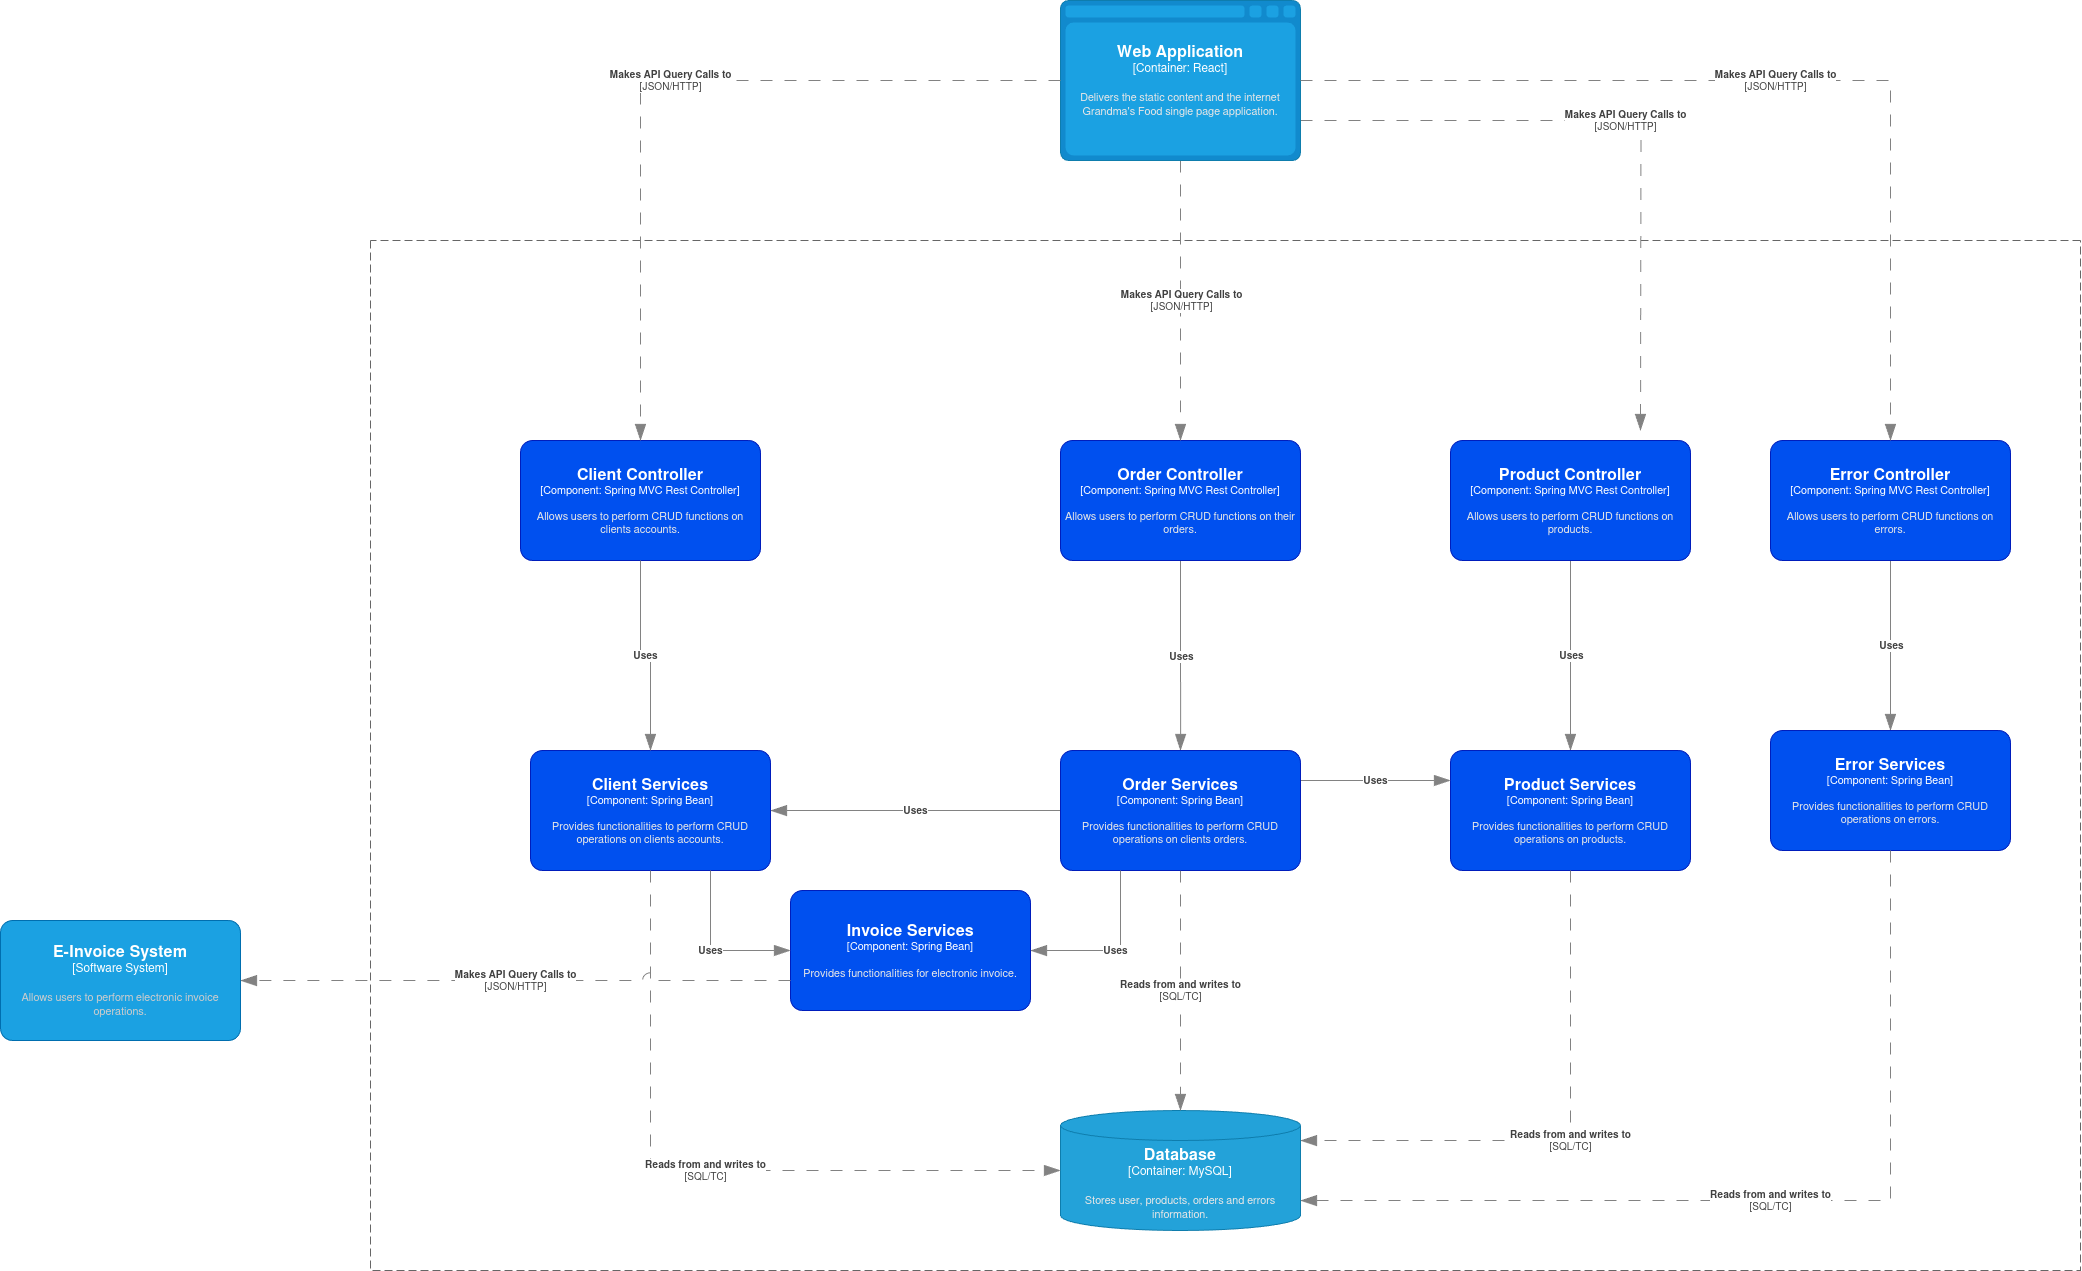 Web Application
[Container: React]
Delivers the static content and the internet
Grandma's Food single page application.
Makes API Query Calls to
[JSON/HTTP]
Makes API Query Calls to
[JSON/HTTP]
Makes API Query Calls to
[JSON/HTTP]
Makes API Query Calls to
[JSON/HTTP]
Client Controller
[Component: Spring MVC Rest Controller]
Allows users to perform CRUD functions on
clients accounts.
Order Controller
[Component: Spring MVC Rest Controller]
Allows users to perform CRUD functions on their
orders.
Product Controller
[Component: Spring MVC Rest Controller]
Allows users to perform CRUD functions on
products.
Error Controller
[Component: Spring MVC Rest Controller]
Allows users to perform CRUD functions on
errors.
Uses
Uses
Uses
Uses
Client Services
[Component: Spring Bean]
Provides functionalities to perform CRUD
operations on clients accounts.
Uses
Order Services
[Component: Spring Bean]
Provides functionalities to perform CRUD
operations on clients orders.
Uses
Product Services
[Component: Spring Bean]
Provides functionalities to perform CRUD
operations on products.
Error Services
[Component: Spring Bean]
Provides functionalities to perform CRUD
operations on errors.
E-Invoice System
[Software System]
Allows users to perform electronic invoice
operations.
Makes API Query Calls to
[JSON/HTTP]
Uses
Invoice Services
[Component: Spring Bean]
Provides functionalities for electronic invoice.
Uses
Reads from and writes to
[SQL/TC]
Reads from and writes to
[SQL/TC]
Database
[Container: MySQL]
Stores user, products, orders and errors
information.
Reads from and writes to
[SQL/TC]
Reads from and writes to
[SQL/TC]